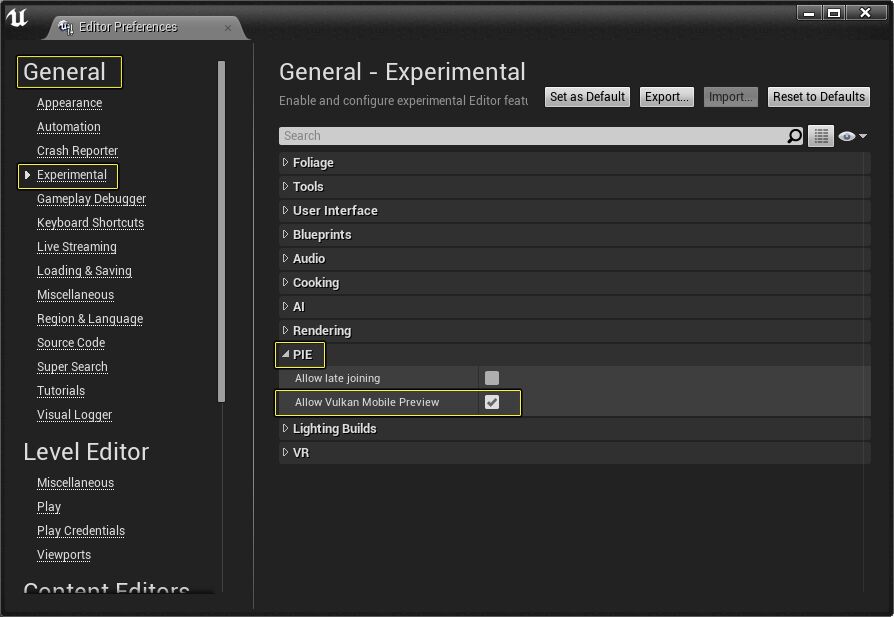 Editor Preferences
General
Appearance
Automation
Crash Reporter
Experimental
Gameplay Debugger
Keyboard Shortcuts
Live Streaming
Loading & Saving
Miscellaneous
Region & Language
Source Code
Super Search
Tutorials
Visual Logger
Level Editor
Miscellaneous
Play
Play Credentials
Viewports
Content Editors
General - Experimental
Enable and configure experimental Editor featu
Set as Default
Export...
Import...
Reset to Defaults
Search
Foliage
Tools
User Interface
Blueprints
Audio
Cooking
AI
Rendering
PIE
Allow late joining
Allow Vulkan Mobile Preview
Lighting Builds
VR